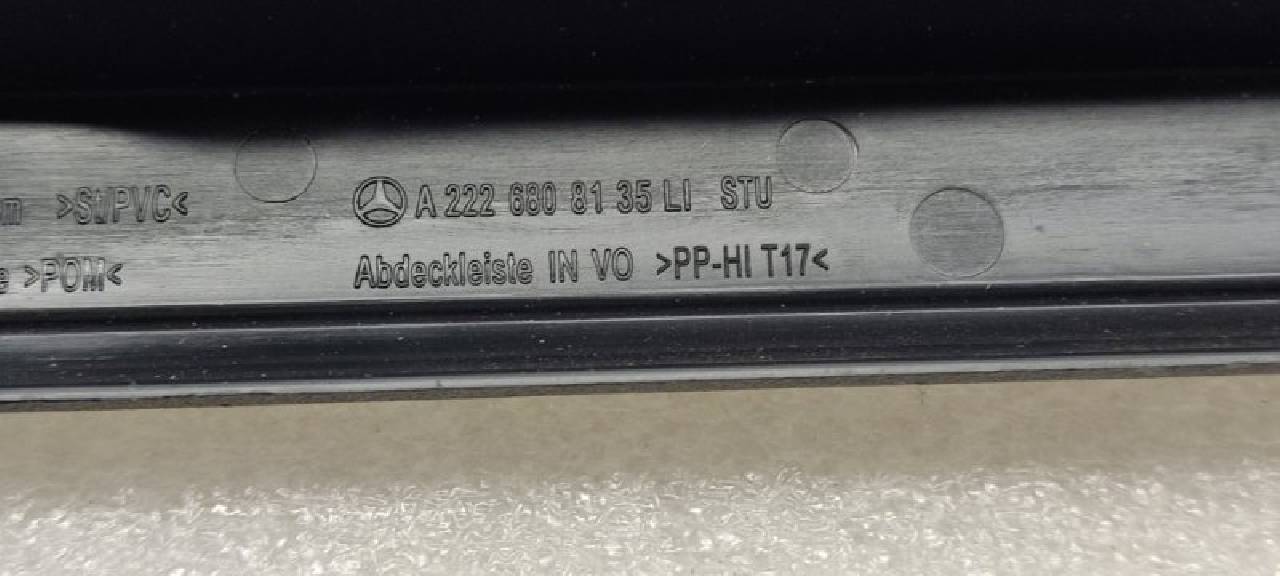 >St/PVC<
A 222 680 81 35 LI STU
>POM<
Abdeckleiste IN VO >PP-HI T17<